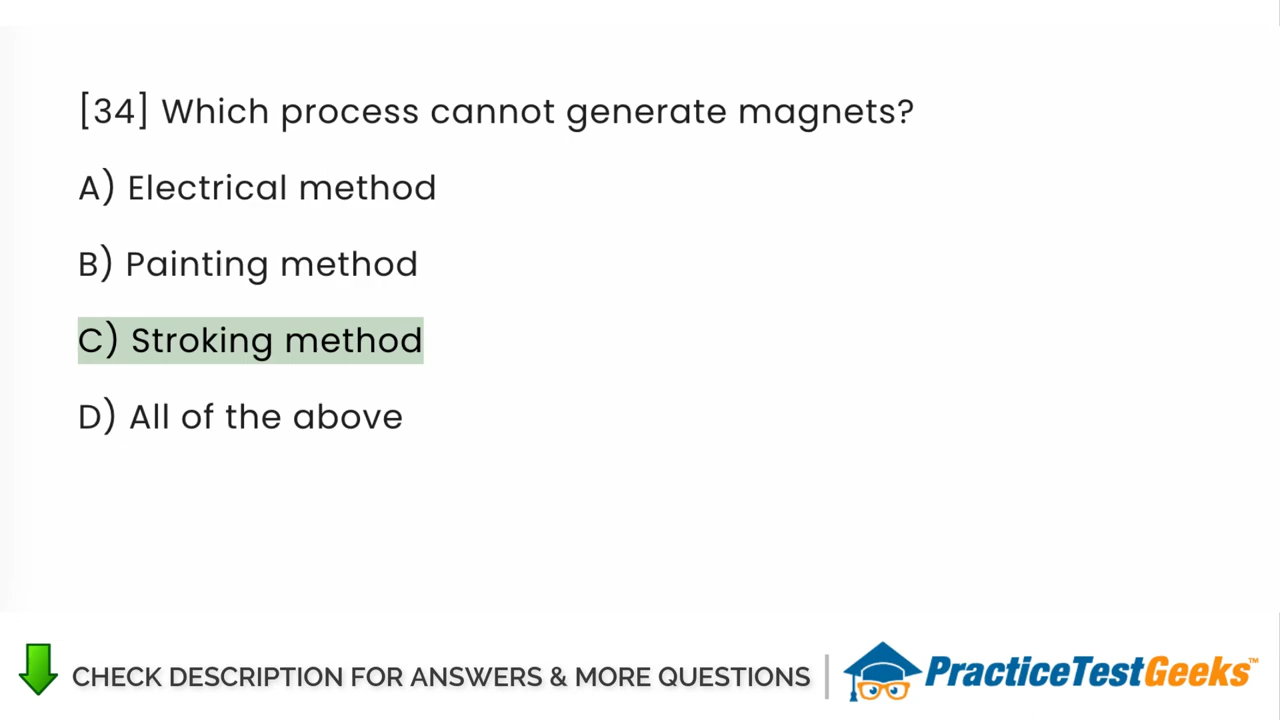 [34] Which process cannot generate magnets?
A) Electrical method
B) Painting method
C) Stroking method
D) All of the above
CHECK DESCRIPTION FOR ANSWERS & MORE QUESTIONS
PracticeTestGeeks™